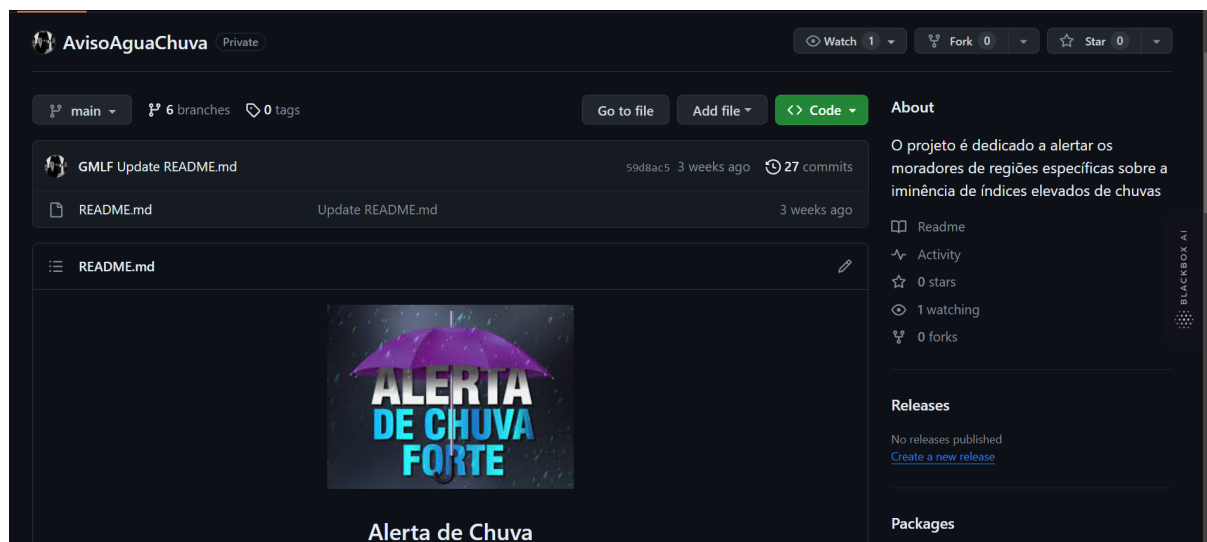 AvisoAguaChuva Private
Watch 1 Fork 0 Star 0
main 6 branches 0 tags
Go to file Add file <> Code
GMLF Update README.md 59d8ac5 3 weeks ago 27 commits
README.md Update README.md 3 weeks ago
README.md
ALERTA
DE CHUVA
FORTE
Alerta de Chuva
About
O projeto é dedicado a alertar os
moradores de regiões específicas sobre a
iminência de índices elevados de chuvas
Readme
Activity
0 stars
1 watching
0 forks
Releases
No releases published
Create a new release
Packages
BLACKBOX AI